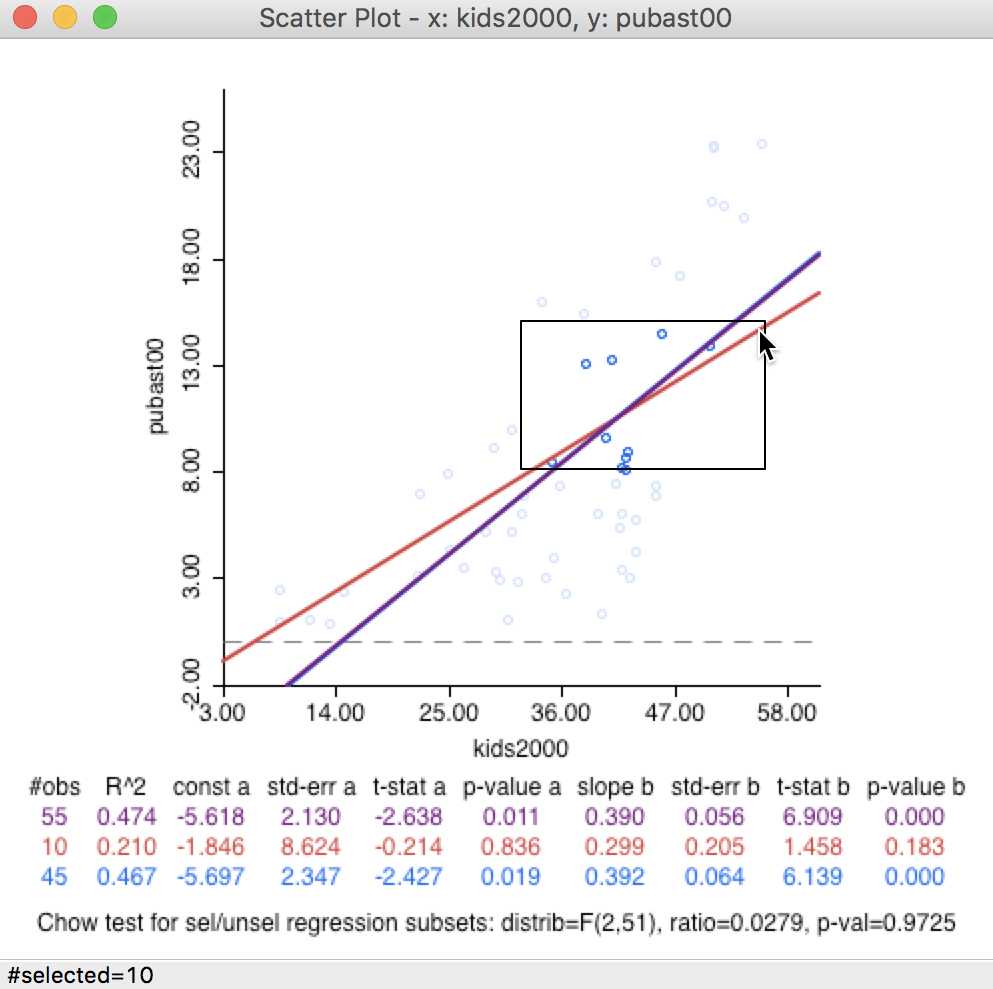 Scatter Plot - x: kids2000, y: pubast00
23.00
18.00
13.00
8.00
3.00
-2.00
pubast00
3.00 14.00 25.00 36.00 47.00 58.00
kids2000
#obs R^2 const a std-err a t-stat a p-value a slope b std-err b t-stat b p-value b
55 0.474 -5.618 2.130 -2.638 0.011 0.390 0.056 6.909 0.000
10 0.210 -1.846 8.624 -0.214 0.836 0.299 0.205 1.458 0.183
45 0.467 -5.697 2.347 -2.427 0.019 0.392 0.064 6.139 0.000
Chow test for sel/unsel regression subsets: distrib=F(2,51), ratio=0.0279, p-val=0.9725
#selected=10